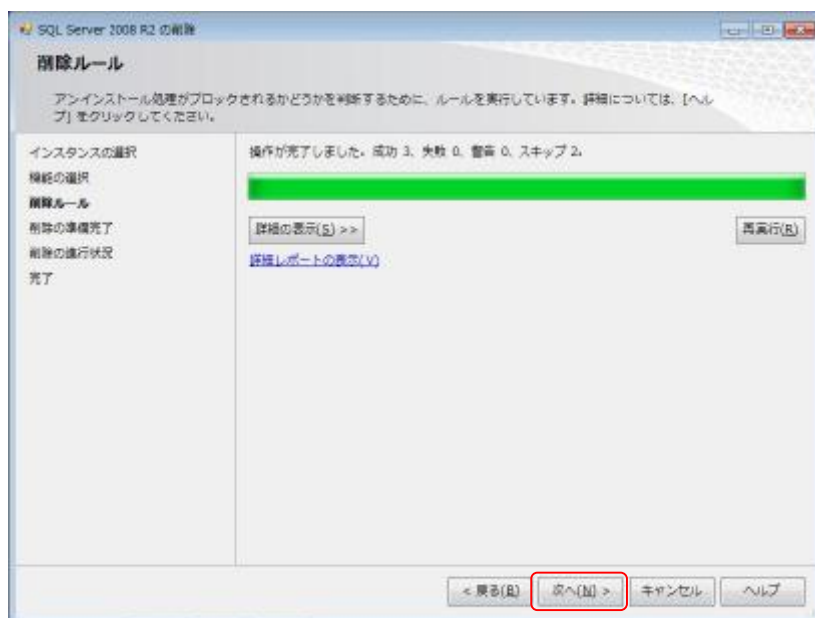 SQL Server 2008 R2 の削除
削除ルール
アンインストール処理がブロックされるかどうかを判断するために、ルールを実行しています。詳細については、[ヘル
プ] をクリックしてください。
インスタンスの選択
機能の選択
削除ルール
削除の準備完了
削除の進行状況
完了
操作が完了しました。成功 3、失敗 0、警告 0、スキップ 2。
詳細の表示(S) >>
再実行(R)
詳細レポートの表示(V)
< 戻る(B)
次へ(N) >
キャンセル
ヘルプ